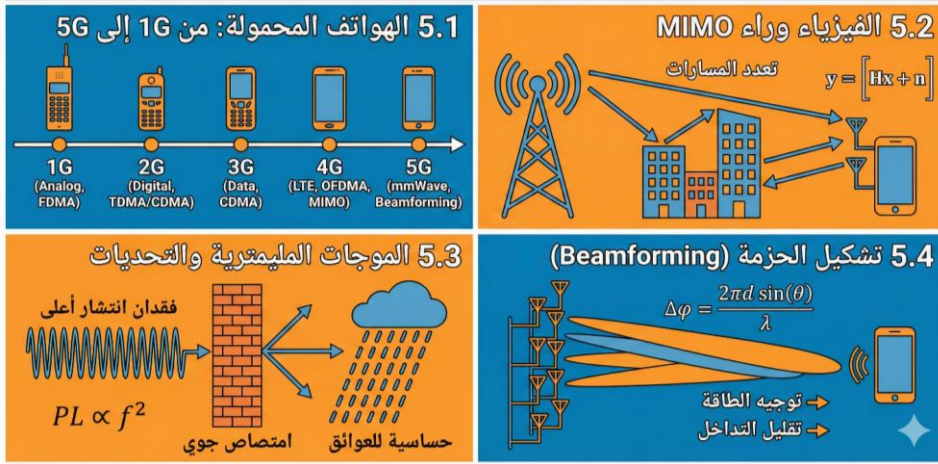 5.1 الهواتف المحمولة: من 1G إلى 5G
1G
(Analog,
FDMA)
2G
(Digital,
TDMA/CDMA)
3G
(Data,
CDMA)
4G
(LTE, OFDMA,
MIMO)
5G
(mmWave,
Beamforming)
5.2 الفيزياء وراء MIMO
تعدد المسارات
y = [Hx + n]
5.3 الموجات المليمترية والتحديات
فقدان انتشار أعلى
PL ∝ f²
امتصاص جوي
حساسية للعوائق
5.4 تشكيل الحزمة (Beamforming)
Δφ = 2πd sin(θ) / λ
توجيه الطاقة →
تقليل التداخل →